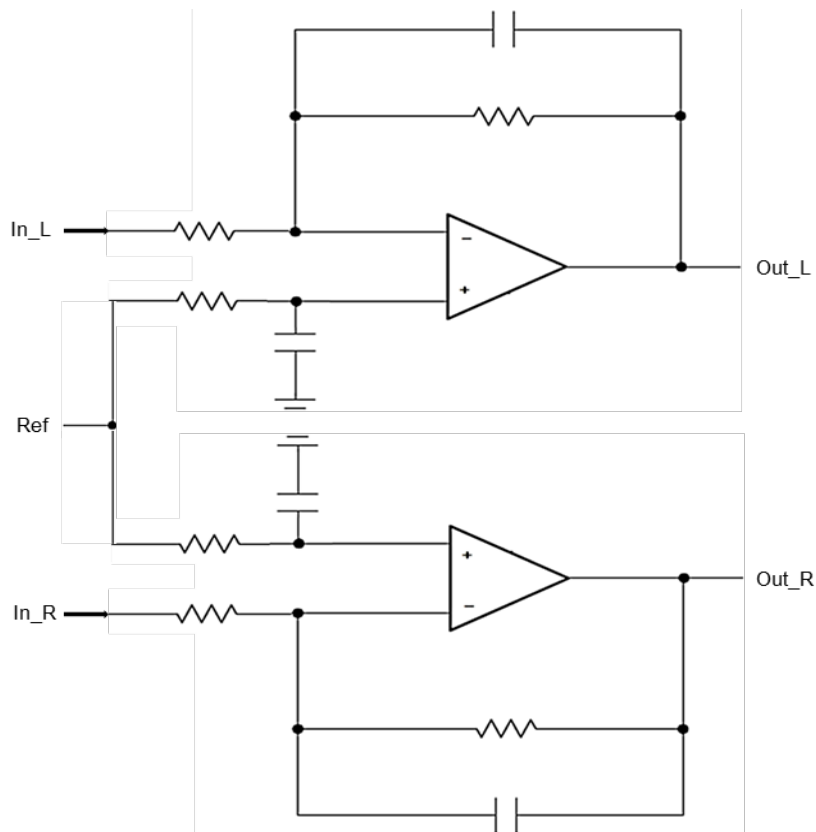 In_L
−
+
Out_L
Ref
+
−
Out_R
In_R